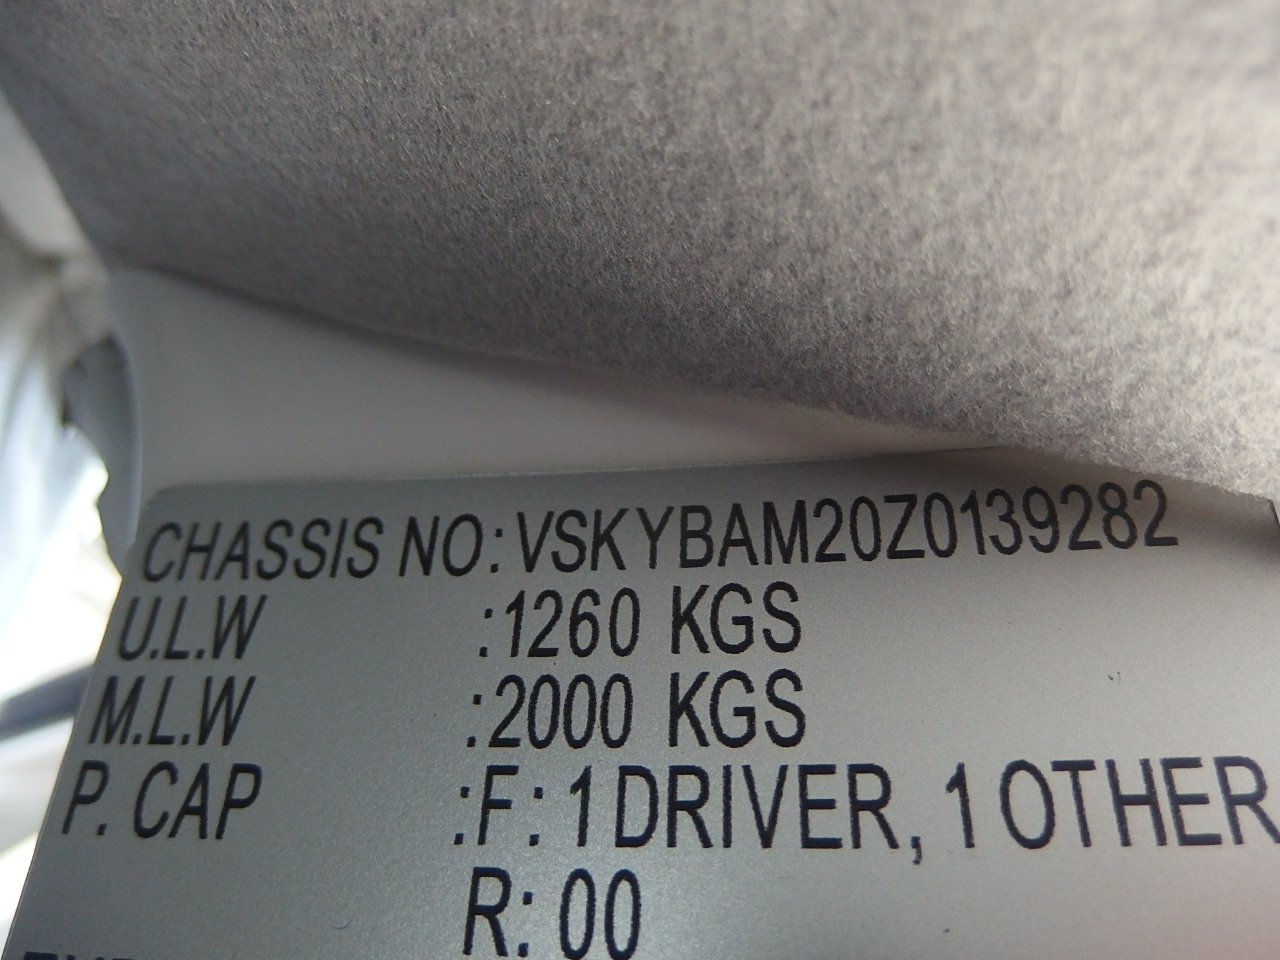 CHASSIS NO: VSKYBAM20Z0139282
U.L.W :1260 KGS
M.L.W :2000 KGS
P. CAP :F: 1 DRIVER, 1 OTHER
R: 00